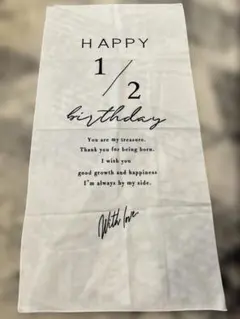 HAPPY
1/2
birthday
You are my treasure.
Thank you for being born.
I wish you
good growth and happiness
I'm always by my side.
With love